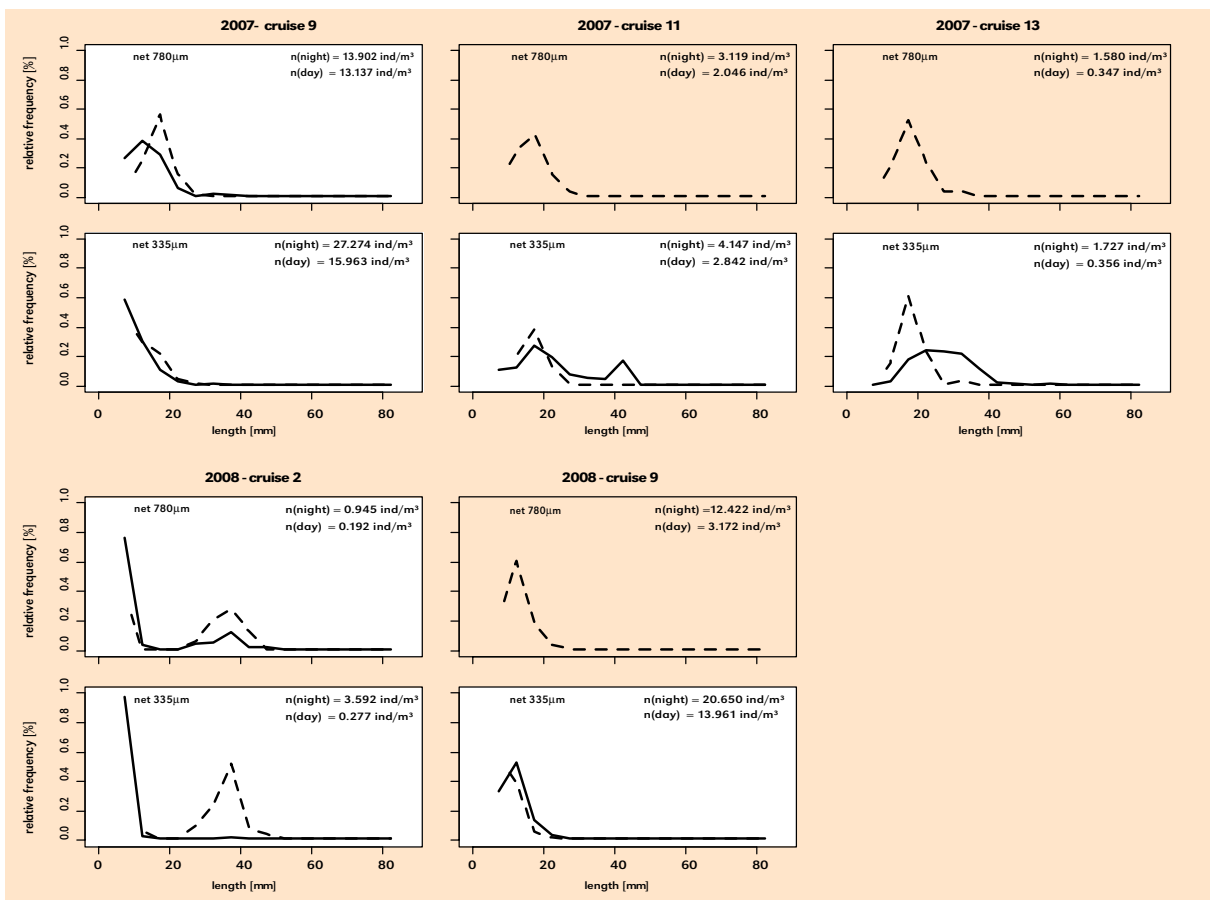 2007- cruise 9
2007 - cruise 11
2007 - cruise 13
relative frequency [%]
0.0 0.2 0.4 0.6 0.8 1.0
net 780µm
n(night) = 13.902 ind/m³
n(day) = 13.137 ind/m³
net 780µm
n(night) = 3.119 ind/m³
n(day) = 2.046 ind/m³
net 780µm
n(night) = 1.580 ind/m³
n(day) = 0.347 ind/m³
relative frequency [%]
0.0 0.2 0.4 0.6 0.8 1.0
net 335µm
n(night) = 27.274 ind/m³
n(day) = 15.963 ind/m³
net 335µm
n(night) = 4.147 ind/m³
n(day) = 2.842 ind/m³
net 335µm
n(night) = 1.727 ind/m³
n(day) = 0.356 ind/m³
0 20 40 60 80
0 20 40 60 80
0 20 40 60 80
length [mm]
length [mm]
length [mm]
2008 - cruise 2
2008 - cruise 9
relative frequency [%]
0.0 0.2 0.4 0.6 0.8 1.0
net 780µm
n(night) = 0.945 ind/m³
n(day) = 0.192 ind/m³
net 780µm
n(night) =12.422 ind/m³
n(day) = 3.172 ind/m³
relative frequency [%]
0.0 0.2 0.4 0.6 0.8 1.0
net 335µm
n(night) = 3.592 ind/m³
n(day) = 0.277 ind/m³
net 335µm
n(night) = 20.650 ind/m³
n(day) = 13.961 ind/m³
0 20 40 60 80
0 20 40 60 80
length [mm]
length [mm]